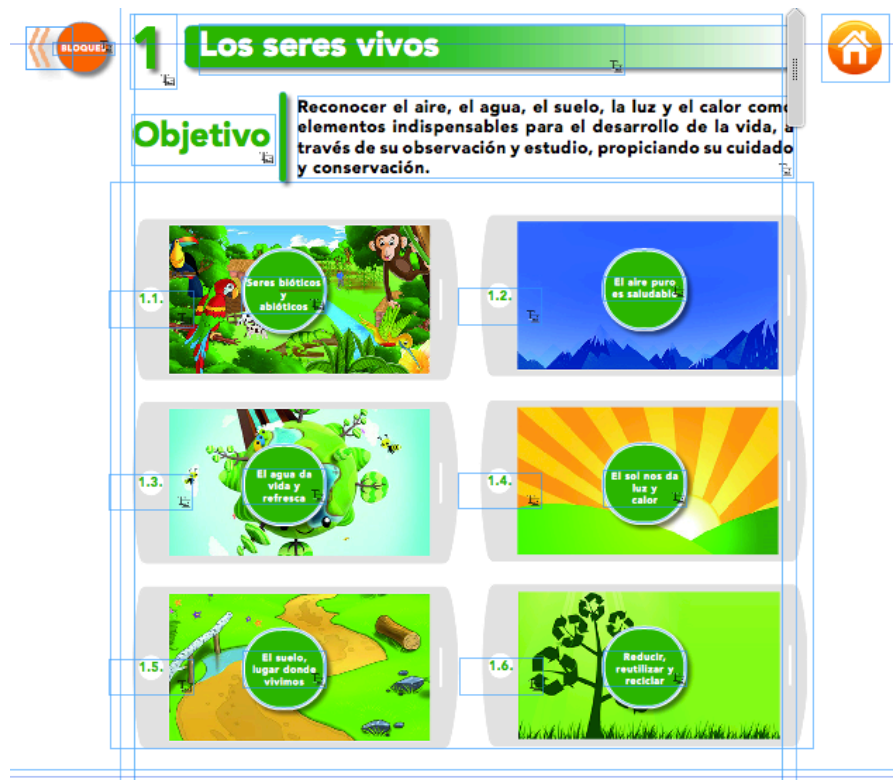 BLOQUES
1 Los seres vivos
Objetivo
Reconocer el aire, el agua, el suelo, la luz y el calor como
elementos indispensables para el desarrollo de la vida, a
través de su observación y estudio, propiciando su cuidado
y conservación.
1.1.
Seres bióticos
y
abióticos
1.2.
El aire puro
es saludable
1.3.
El agua da
vida y
refresca
1.4.
El sol nos da
luz y
calor
1.5.
El suelo,
lugar donde
vivimos
1.6.
Reducir,
reutilizar y
reciclar